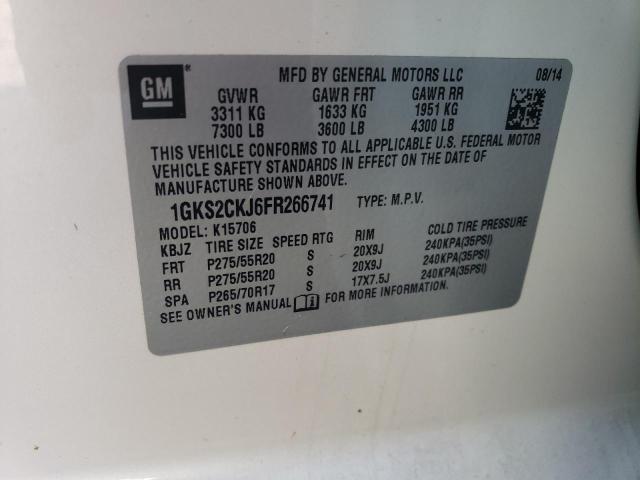 GM ® MFD BY GENERAL MOTORS LLC 08/14
GVWR GAWR FRT GAWR RR
3311 KG 1633 KG 1951 KG
7300 LB 3600 LB 4300 LB
THIS VEHICLE CONFORMS TO ALL APPLICABLE U.S. FEDERAL MOTOR
VEHICLE SAFETY STANDARDS IN EFFECT ON THE DATE OF
MANUFACTURE SHOWN ABOVE.
1GKS2CKJ6FR266741 TYPE: M.P.V.
MODEL: K15706
KBJZ TIRE SIZE SPEED RTG RIM COLD TIRE PRESSURE
FRT P275/55R20 S 20X9J 240KPA(35PSI)
RR P275/55R20 S 20X9J 240KPA(35PSI)
SPA P265/70R17 S 17X7.5J 240KPA(35PSI)
SEE OWNER'S MANUAL i FOR MORE INFORMATION.